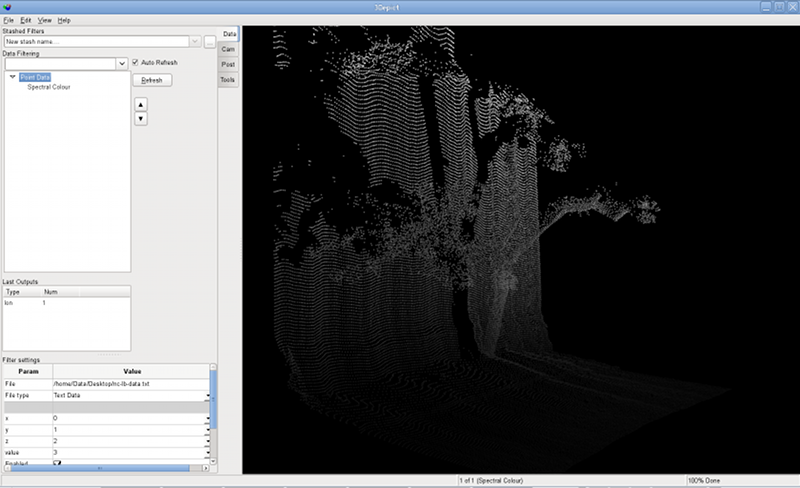 3Depict
File Edit View Help
Stashed Filters
New stash name ...
...
Data Filtering
Auto Refresh
Point Data
Spectral Colour
Refresh
Data
Cam
Post
Tools
Last Outputs
Type Num
Ion 1
Filter settings
Param Value
File /home/Data/Desktop/rc-lb-data.txt
File type Text Data
x 0
y 1
z 2
value 3
Enabled
1 of 1 (Spectral Colour)
100% Done